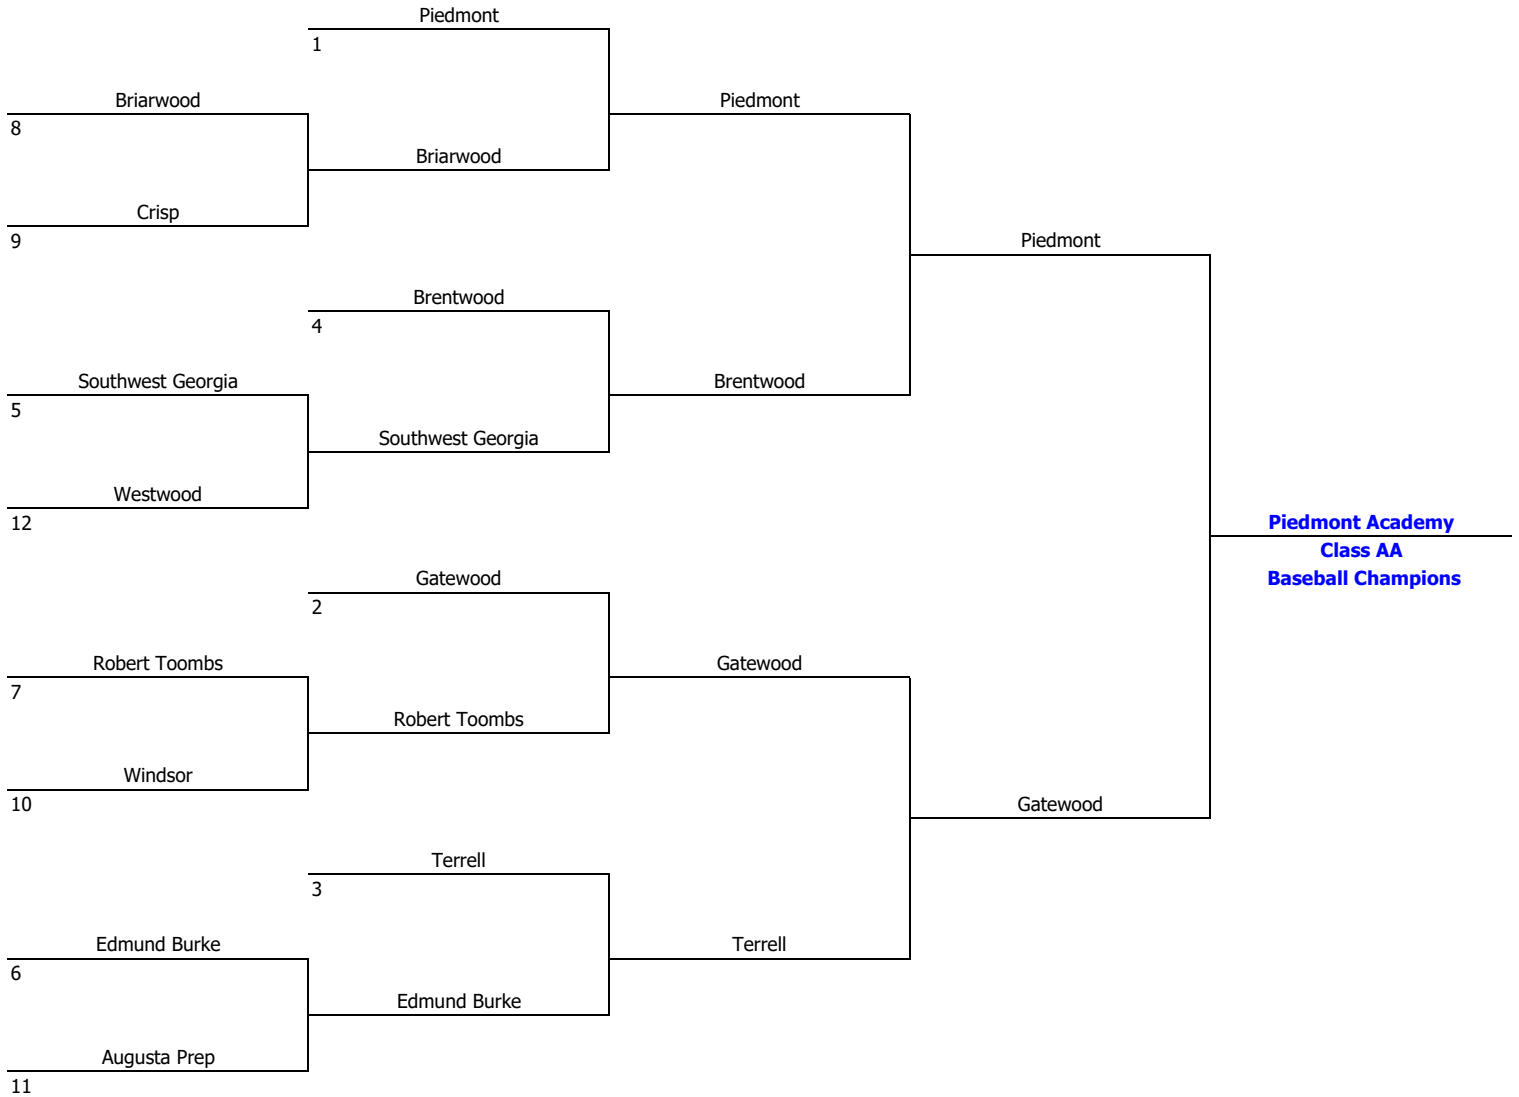 Piedmont
1
Briarwood
Piedmont
8
Briarwood
Crisp
9
Piedmont
Brentwood
4
Southwest Georgia
Brentwood
5
Southwest Georgia
Westwood
12
Piedmont Academy
Class AA
Baseball Champions
Gatewood
2
Robert Toombs
Gatewood
7
Robert Toombs
Windsor
10
Gatewood
Terrell
3
Edmund Burke
Terrell
6
Edmund Burke
Augusta Prep
11